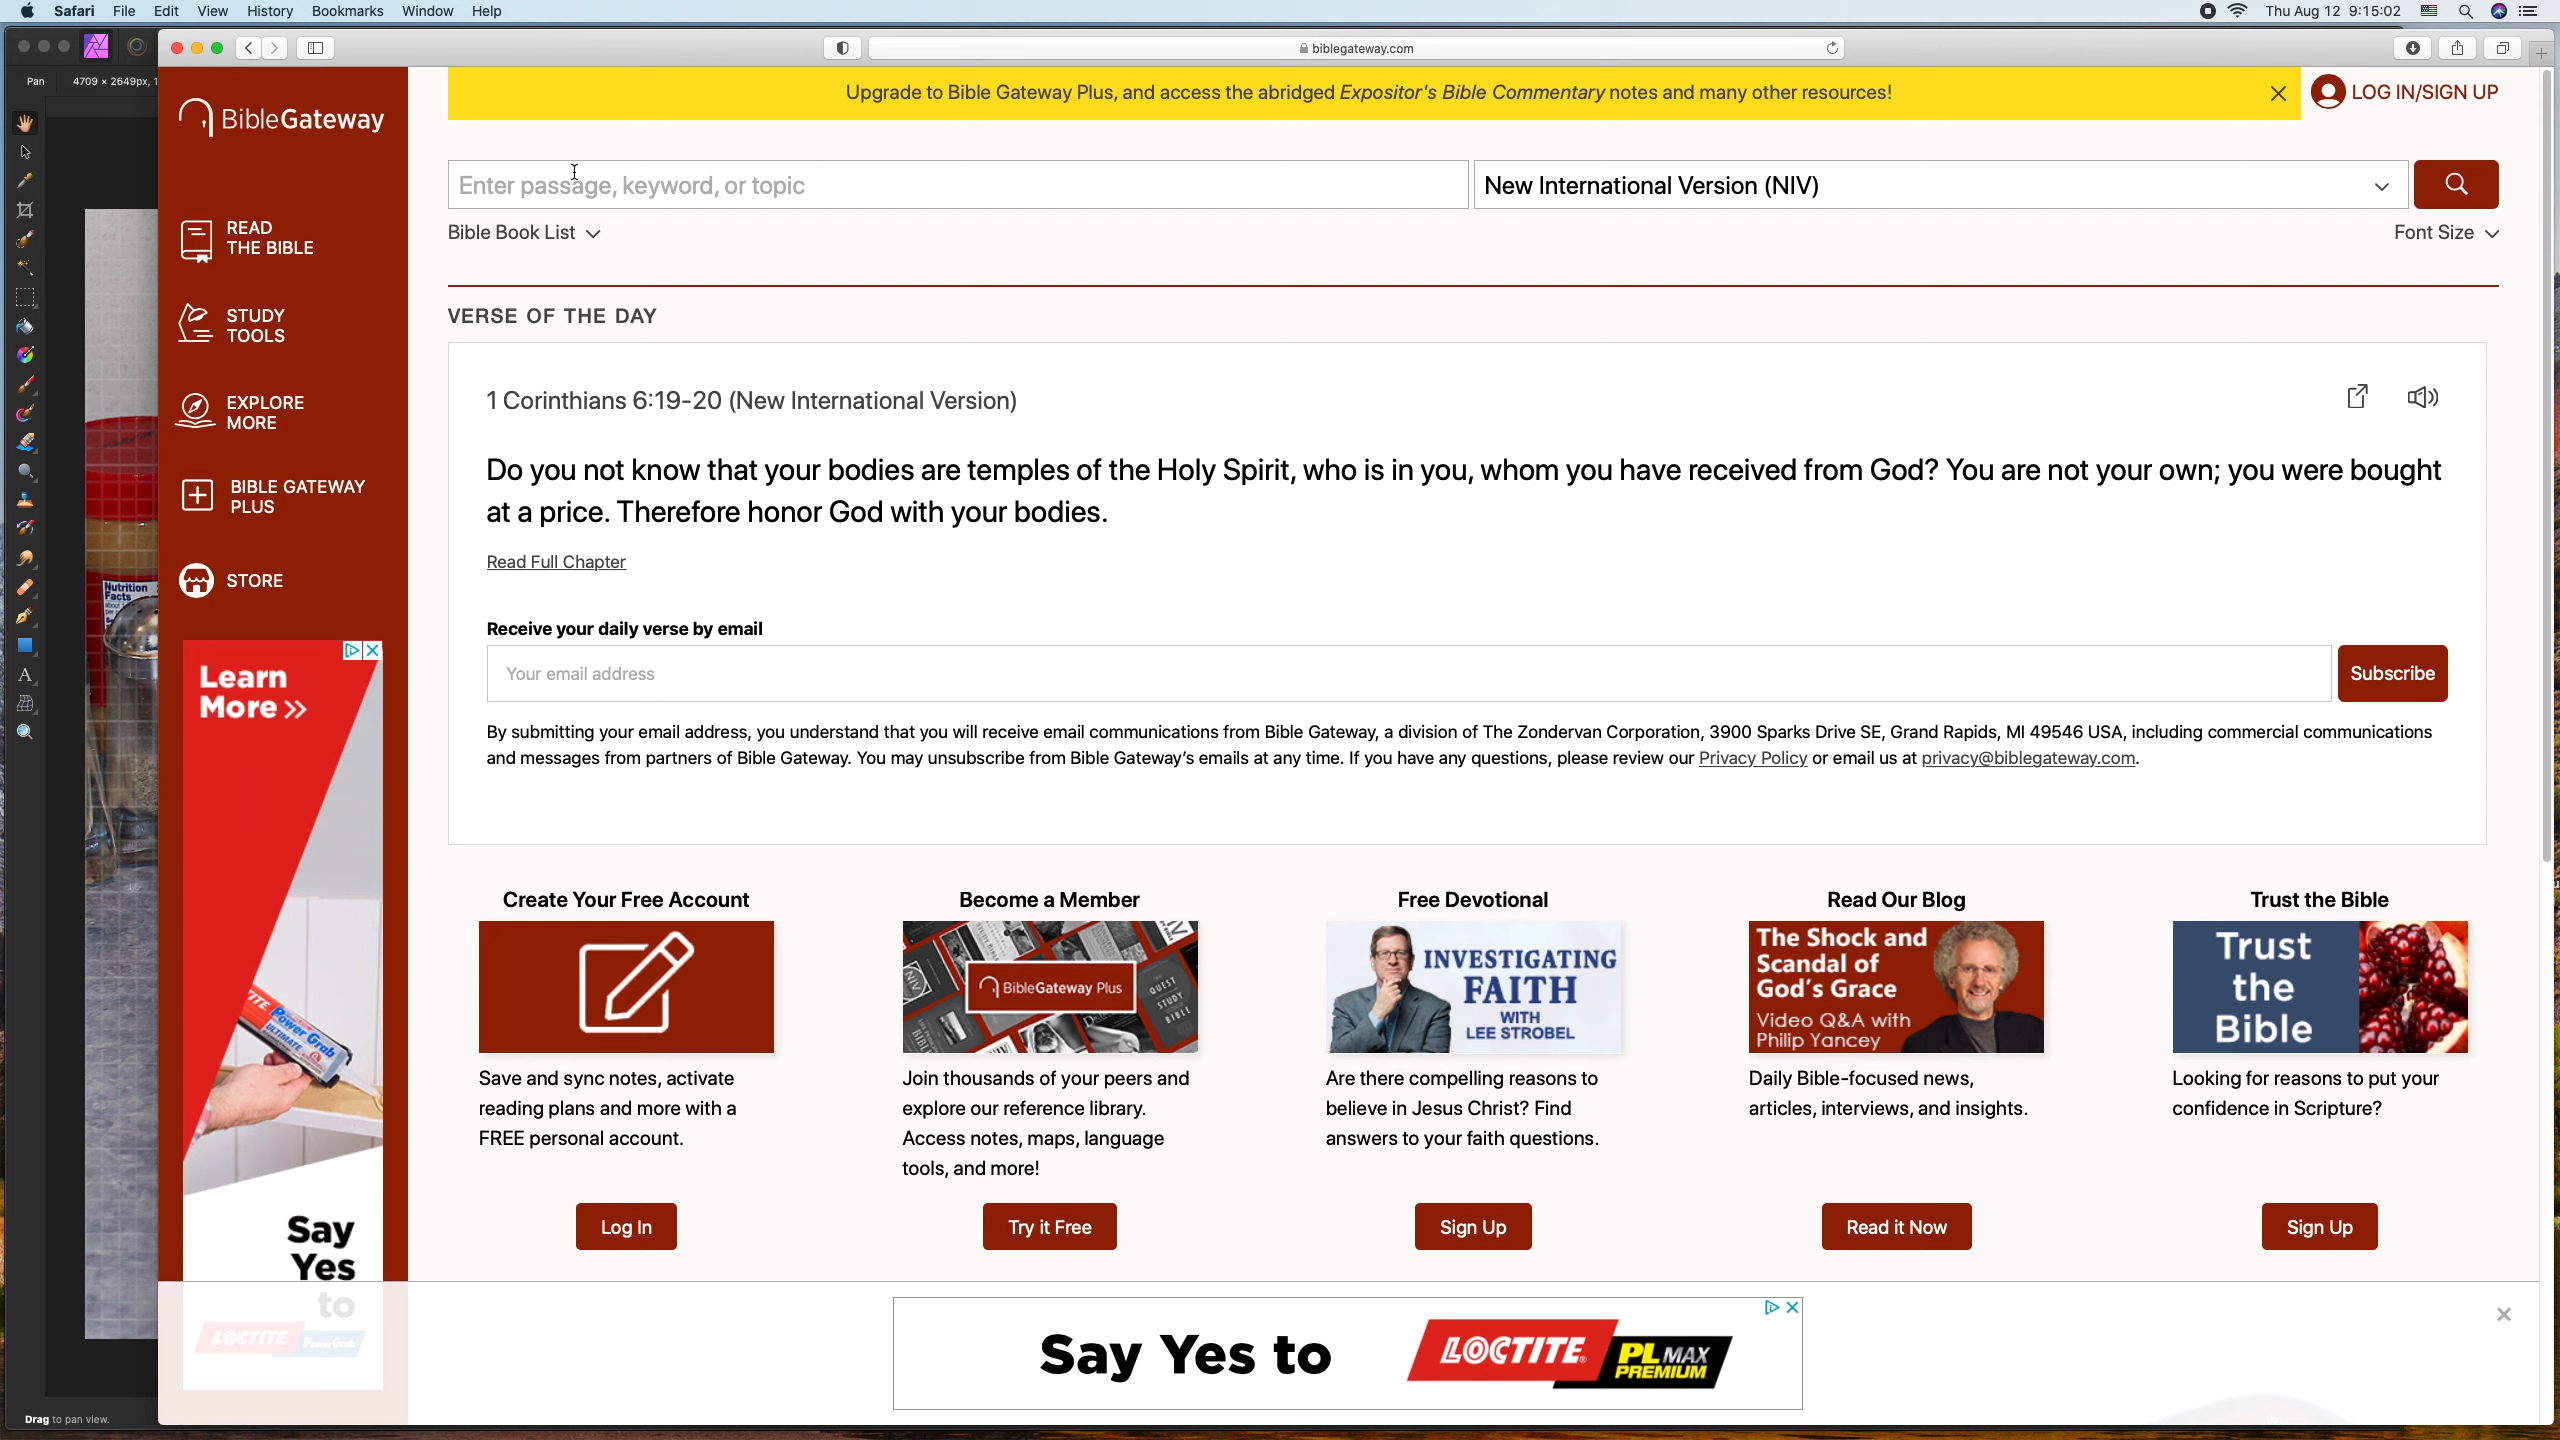 Safari File Edit View History Bookmarks Window Help
Thu Aug 12 9:15:02
biblegateway.com
Pan 4709 × 2649px, 1
BibleGateway
Upgrade to Bible Gateway Plus, and access the abridged Expositor's Bible Commentary notes and many other resources!
LOG IN/SIGN UP
Enter passage, keyword, or topic
New International Version (NIV)
Bible Book List
Font Size
READ
THE BIBLE
STUDY
TOOLS
EXPLORE
MORE
BIBLE GATEWAY
PLUS
STORE
Nutrition
Facts
Learn
More >>
Power Grab
ULTIMATE
Say
Yes
to
LOCTITE PowerGrab
VERSE OF THE DAY
1 Corinthians 6:19-20 (New International Version)
Do you not know that your bodies are temples of the Holy Spirit, who is in you, whom you have received from God? You are not your own; you were bought
at a price. Therefore honor God with your bodies.
Read Full Chapter
Receive your daily verse by email
Your email address
Subscribe
By submitting your email address, you understand that you will receive email communications from Bible Gateway, a division of The Zondervan Corporation, 3900 Sparks Drive SE, Grand Rapids, MI 49546 USA, including commercial communications
and messages from partners of Bible Gateway. You may unsubscribe from Bible Gateway's emails at any time. If you have any questions, please review our Privacy Policy or email us at privacy@biblegateway.com.
Create Your Free Account
Save and sync notes, activate
reading plans and more with a
FREE personal account.
Log In
Become a Member
BibleGateway Plus
NIV
QUEST
STUDY
BIBLE
Join thousands of your peers and
explore our reference library.
Access notes, maps, language
tools, and more!
Try it Free
Free Devotional
INVESTIGATING
FAITH
WITH
LEE STROBEL
Are there compelling reasons to
believe in Jesus Christ? Find
answers to your faith questions.
Sign Up
Read Our Blog
The Shock and
Scandal of
God's Grace
Video Q&A with
Philip Yancey
Daily Bible-focused news,
articles, interviews, and insights.
Read it Now
Trust the Bible
Trust
the
Bible
Looking for reasons to put your
confidence in Scripture?
Sign Up
Say Yes to LOCTITE PL MAX
PREMIUM
Drag to pan view.